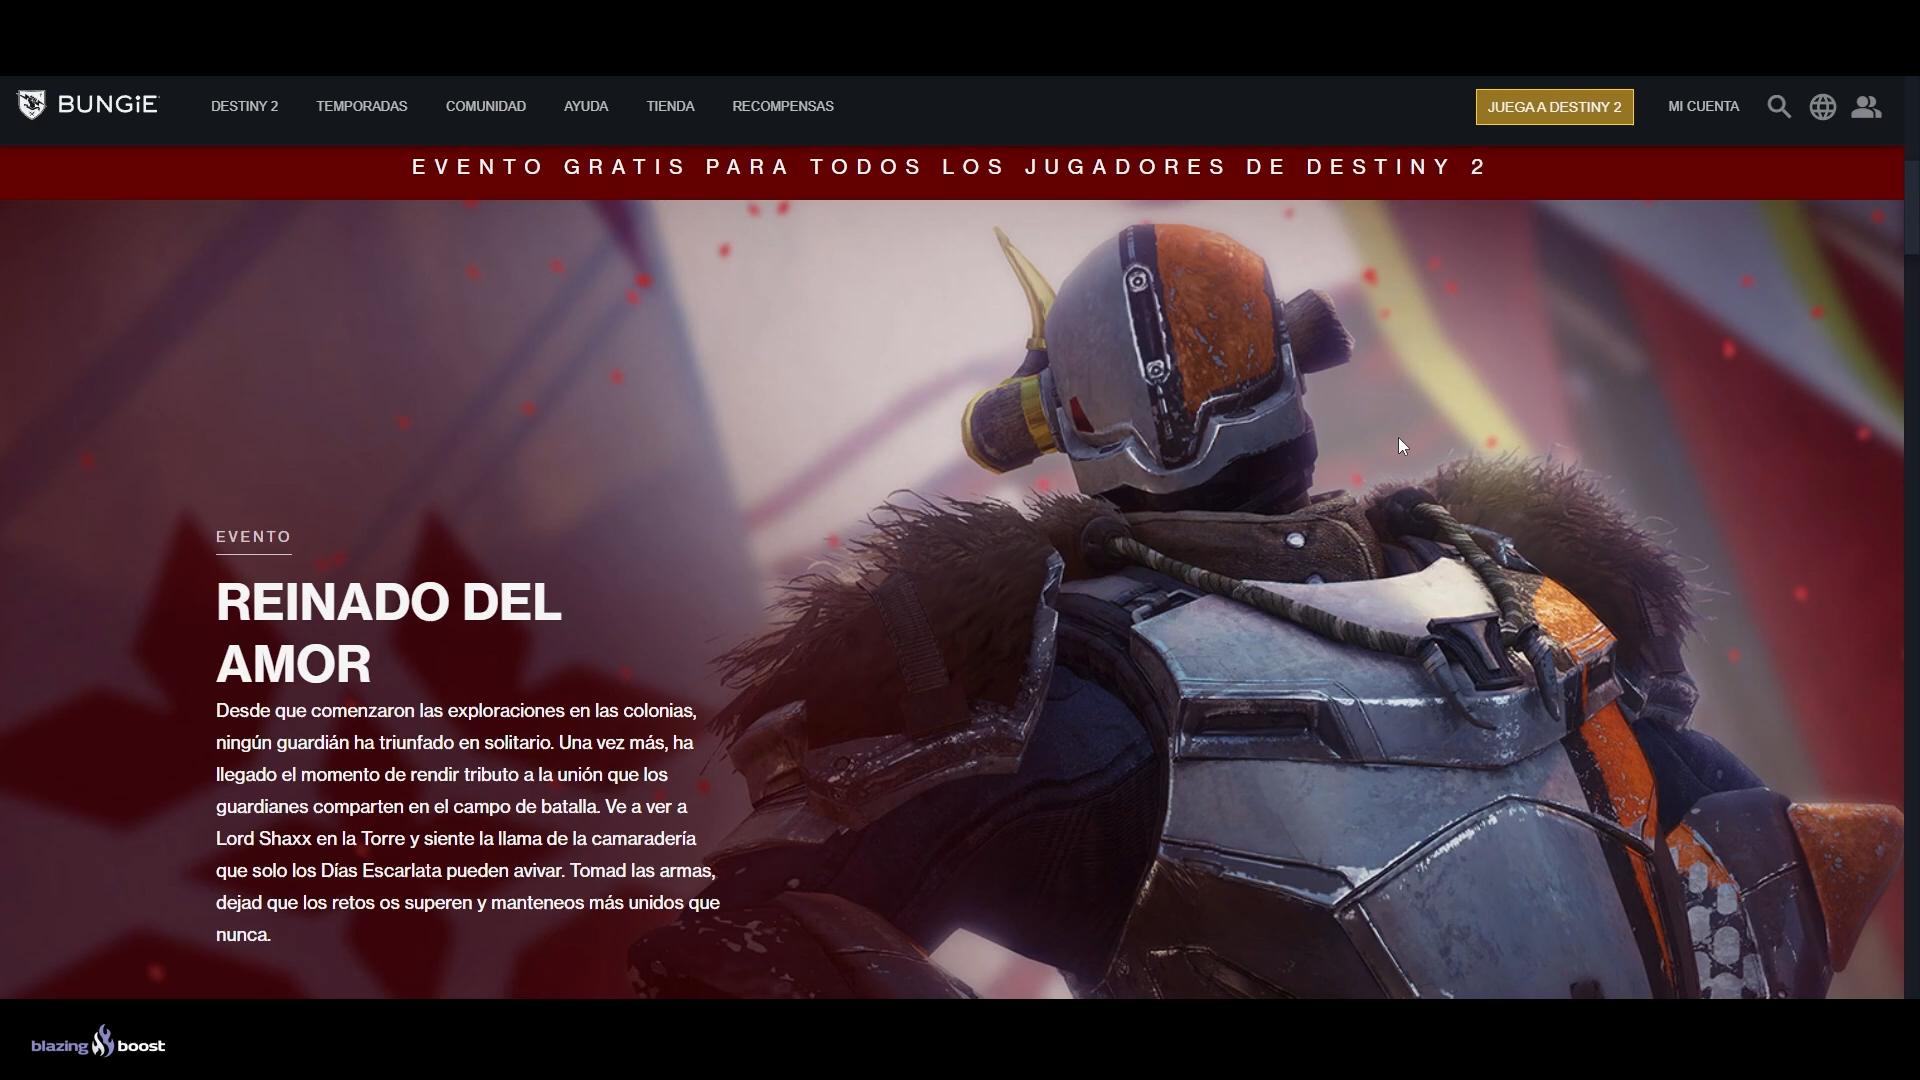 BUNGiE
DESTINY 2
TEMPORADAS
COMUNIDAD
AYUDA
TIENDA
RECOMPENSAS
JUEGA A DESTINY 2
MI CUENTA
EVENTO GRATIS PARA TODOS LOS JUGADORES DE DESTINY 2
EVENTO
REINADO DEL
AMOR
Desde que comenzaron las exploraciones en las colonias,
ningún guardián ha triunfado en solitario. Una vez más, ha
llegado el momento de rendir tributo a la unión que los
guardianes comparten en el campo de batalla. Ve a ver a
Lord Shaxx en la Torre y siente la llama de la camaradería
que solo los Días Escarlata pueden avivar. Tomad las armas,
dejad que los retos os superen y manteneos más unidos que
nunca.
blazing boost